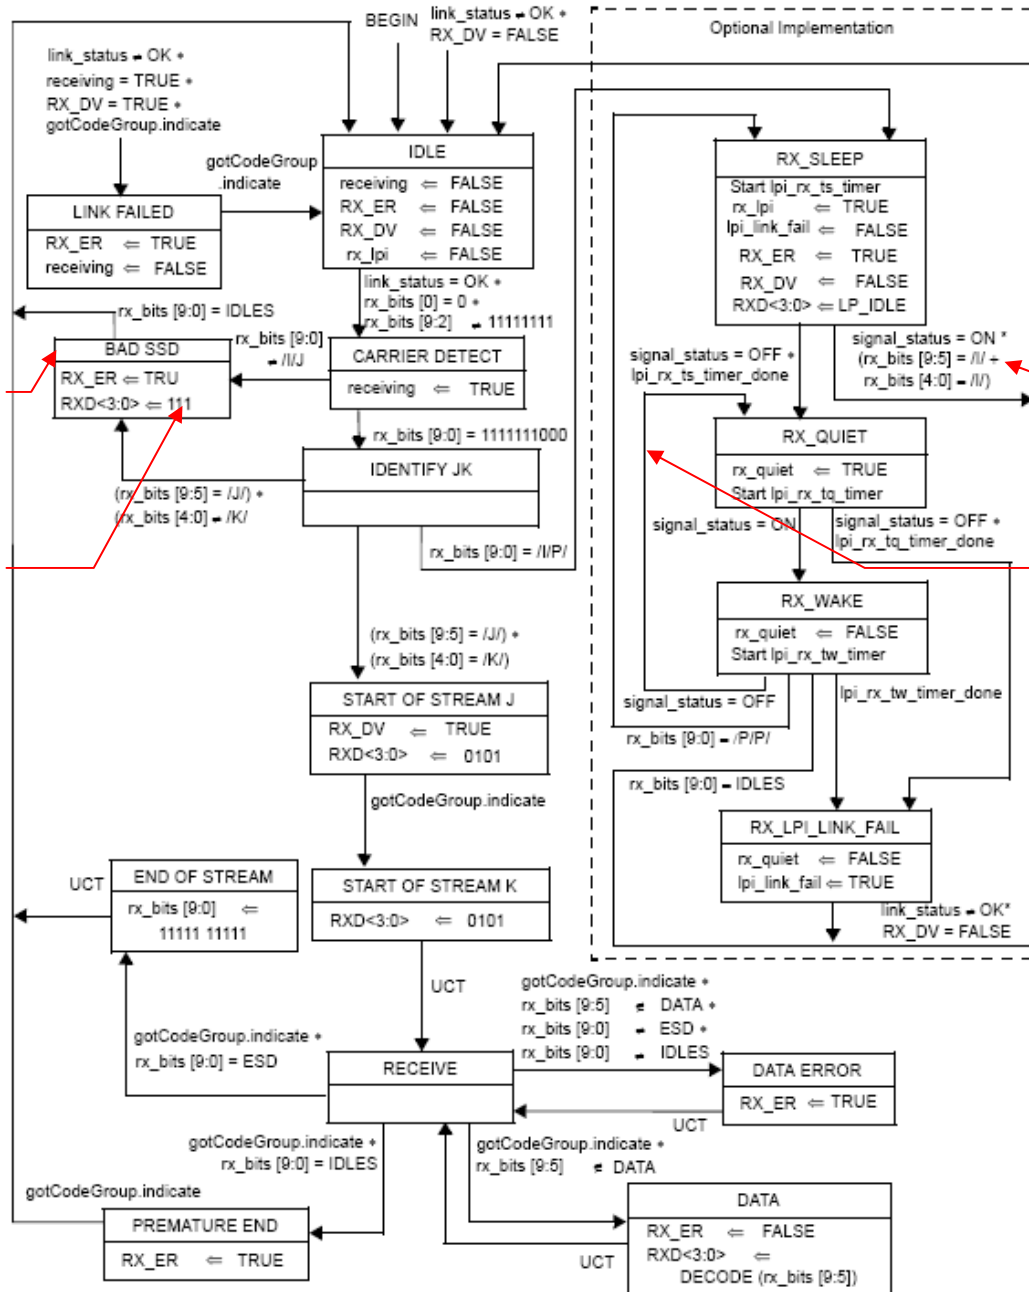 BEGIN
link_status ≠ OK *
RX_DV = FALSE
Optional Implementation
link_status ≠ OK *
receiving = TRUE *
RX_DV = TRUE *
gotCodeGroup.indicate
gotCodeGroup
.indicate
IDLE
receiving ⇐ FALSE
RX_ER ⇐ FALSE
RX_DV ⇐ FALSE
rx_lpi ⇐ FALSE
LINK FAILED
RX_ER ⇐ TRUE
receiving ⇐ FALSE
RX_SLEEP
Start lpi_rx_ts_timer
rx_lpi ⇐ TRUE
lpi_link_fail ⇐ FALSE
RX_ER ⇐ TRUE
RX_DV ⇐ FALSE
RXD<3:0> ⇐ LP_IDLE
link_status = OK *
rx_bits [0] = 0 *
rx_bits [9:2] ≠ 11111111
rx_bits [9:0] = IDLES
BAD SSD
RX_ER ⇐ TRU
RXD<3:0> ⇐ 111
rx_bits [9:0]
≠ /I/J
CARRIER DETECT
receiving ⇐ TRUE
signal_status = OFF *
lpi_rx_ts_timer_done
signal_status = ON *
(rx_bits [9:5] = /I/ +
rx_bits [4:0] = /I/)
rx_bits [9:0] = 1111111000
IDENTIFY JK
RX_QUIET
rx_quiet ⇐ TRUE
Start lpi_rx_tq_timer
(rx_bits [9:5] = /J/) *
(rx_bits [4:0] ≠ /K/
signal_status = ON
signal_status = OFF *
lpi_rx_tq_timer_done
rx_bits [9:0] = /I/P/
RX_WAKE
rx_quiet ⇐ FALSE
Start lpi_rx_tw_timer
(rx_bits [9:5] = /J/) *
(rx_bits [4:0] = /K/)
signal_status = OFF
lpi_rx_tw_timer_done
START OF STREAM J
RX_DV ⇐ TRUE
RXD<3:0> ⇐ 0101
rx_bits [9:0] = /P/P/
rx_bits [9:0] = IDLES
gotCodeGroup.indicate
RX_LPI_LINK_FAIL
rx_quiet ⇐ FALSE
lpi_link_fail ⇐ TRUE
UCT
END OF STREAM
rx_bits [9:0] ⇐
11111 11111
START OF STREAM K
RXD<3:0> ⇐ 0101
link_status ≠ OK*
RX_DV = FALSE
UCT
gotCodeGroup.indicate *
rx_bits [9:5] ∉ DATA *
rx_bits [9:0] ≠ ESD *
rx_bits [9:0] ≠ IDLES
gotCodeGroup.indicate *
rx_bits [9:0] = ESD
RECEIVE
DATA ERROR
RX_ER ⇐ TRUE
UCT
gotCodeGroup.indicate *
rx_bits [9:0] = IDLES
gotCodeGroup.indicate *
rx_bits [9:5] ∉ DATA
gotCodeGroup.indicate
PREMATURE END
RX_ER ⇐ TRUE
UCT
DATA
RX_ER ⇐ FALSE
RXD<3:0> ⇐
DECODE (rx_bits [9:5])